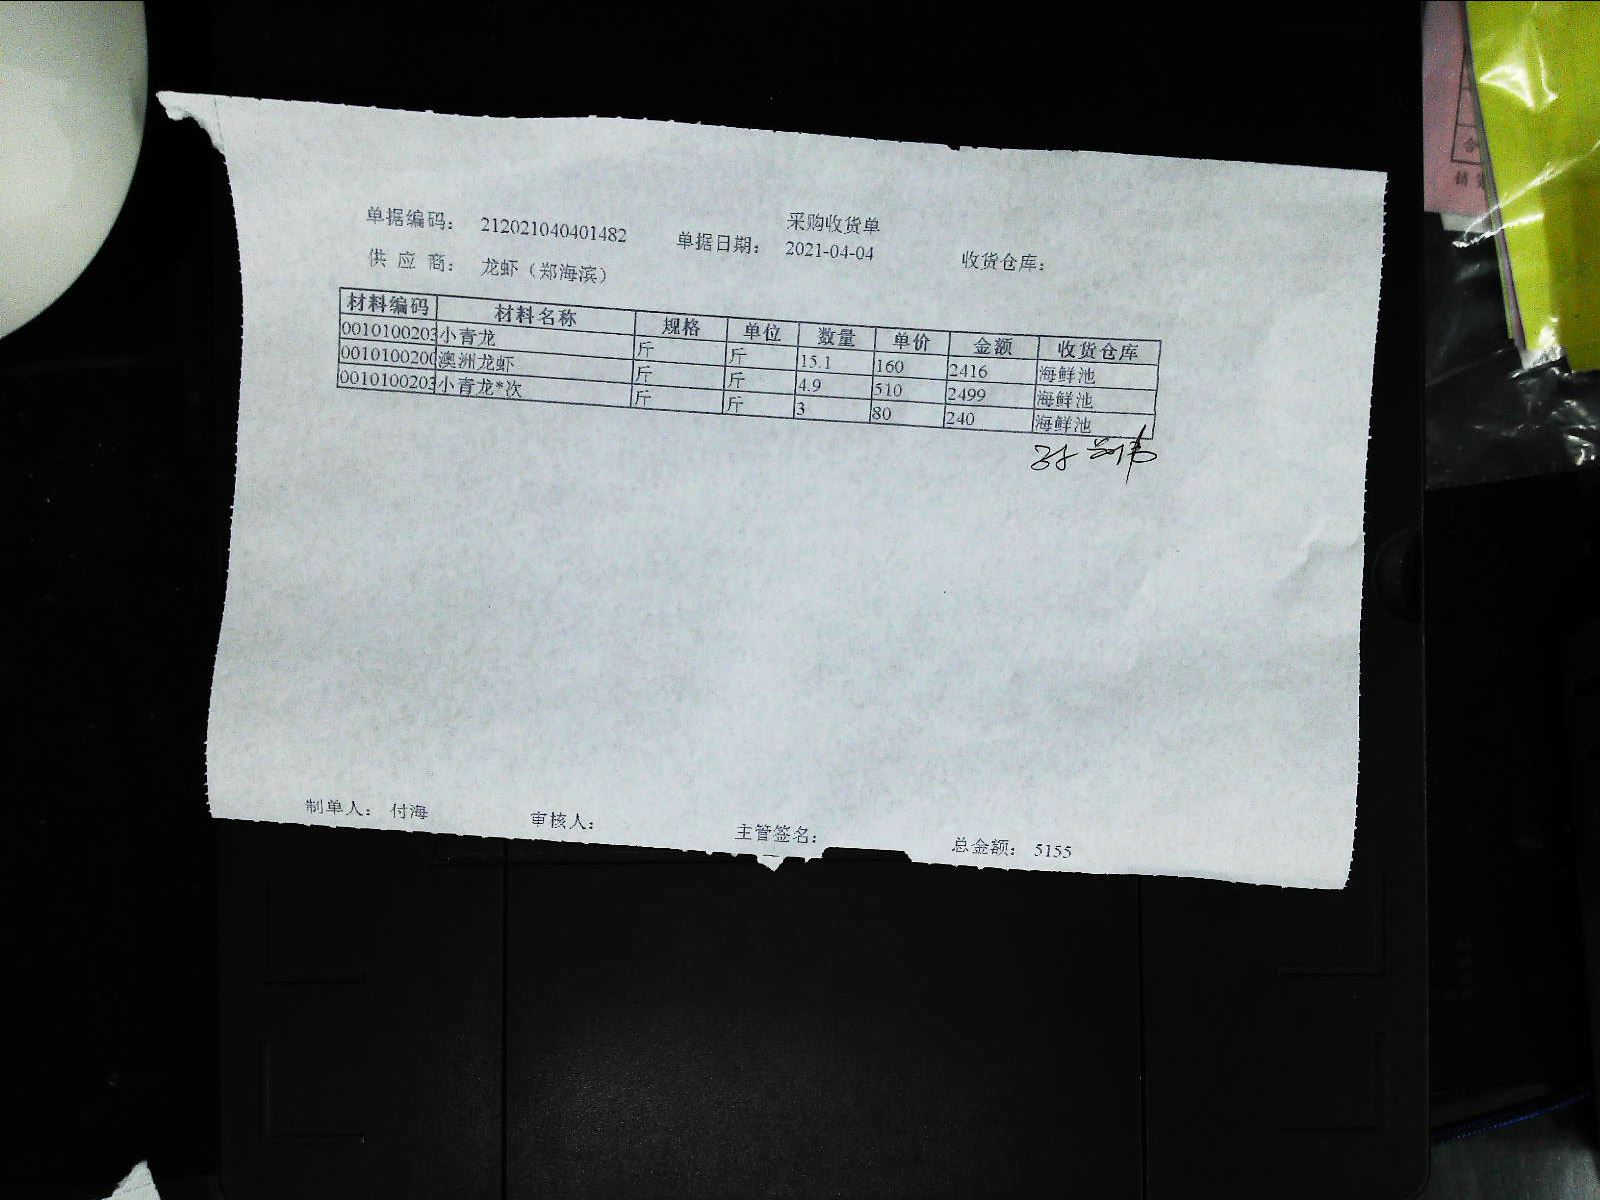 采购收货单
单据编码： 212021040401482 单据日期： 2021-04-04 收货仓库：
供 应 商： 龙虾（郑海滨）
材料编码 材料名称 规格 单位 数量 单价 金额 收货仓库
0010100203 小青龙 斤 斤 15.1 160 2416 海鲜池
0010100200 澳洲龙虾 斤 斤 4.9 510 2499 海鲜池
0010100203 小青龙*次 斤 斤 3 80 240 海鲜池
制单人： 付海 审核人： 主管签名： 总金额： 5155